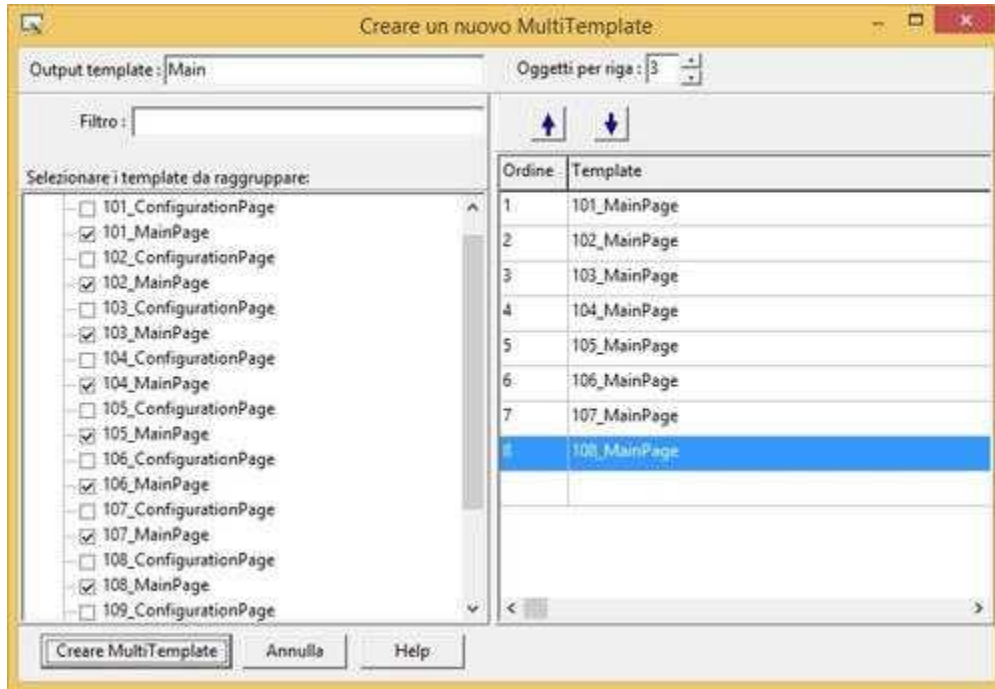 Creare un nuovo MultiTemplate
Output template : Main
Oggetti per riga : 3
Filtro :
Selezionare i template da raggruppare:
101_ConfigurationPage
101_MainPage
102_ConfigurationPage
102_MainPage
103_ConfigurationPage
103_MainPage
104_ConfigurationPage
104_MainPage
105_ConfigurationPage
105_MainPage
106_ConfigurationPage
106_MainPage
107_ConfigurationPage
107_MainPage
108_ConfigurationPage
108_MainPage
109_ConfigurationPage
Ordine Template
1 101_MainPage
2 102_MainPage
3 103_MainPage
4 104_MainPage
5 105_MainPage
6 106_MainPage
7 107_MainPage
8 108_MainPage
Creare MultiTemplate Annulla Help